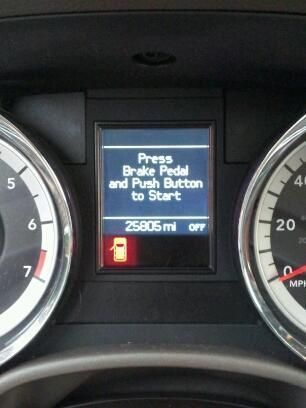 Press
Brake Pedal
and Push Button
to Start
25805 mi OFF
5
6
7
40
20
0
MPH